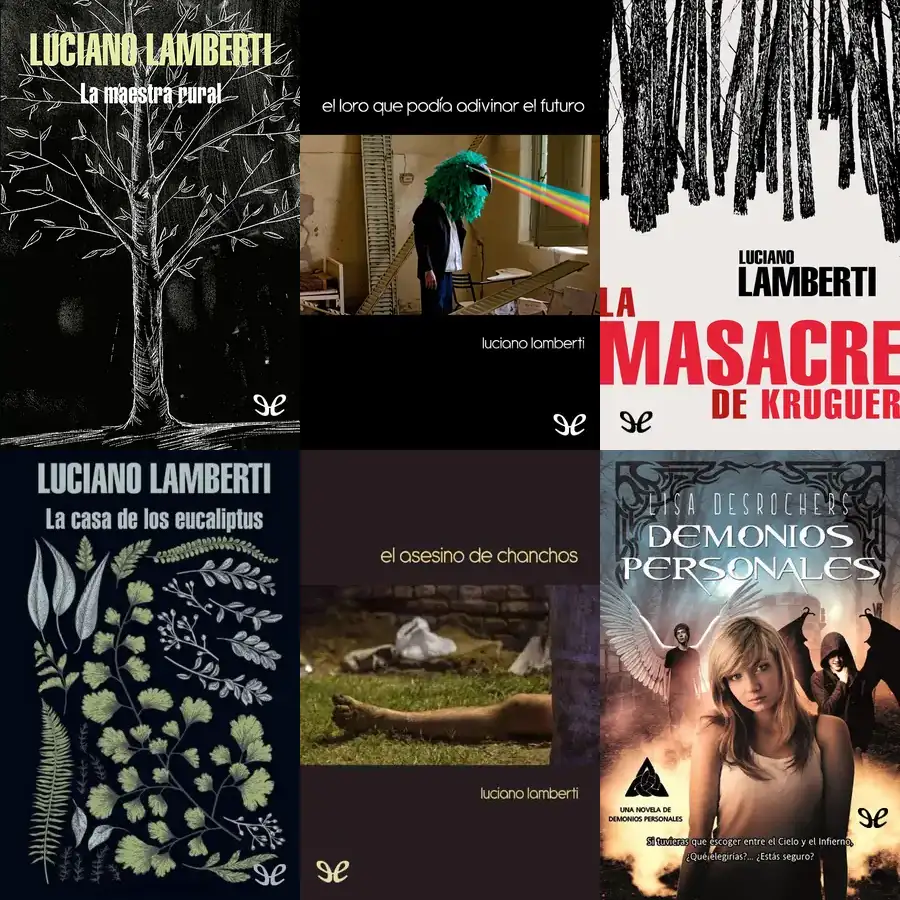 LUCIANO LAMBERTI
La maestra rural
el loro que podía adivinar el futuro
luciano lamberti
LUCIANO
LAMBERTI
LA
MASACRE
DE KRUGUER
LUCIANO LAMBERTI
La casa de los eucaliptus
el asesino de chanchos
luciano lamberti
LISA DESROCHERS
DEMONIOS
PERSONALES
UNA NOVELA DE
DEMONIOS PERSONALES
Si tuvieras que escoger entre el Cielo y el Infierno,
¿Qué elegirías?... ¿Estás seguro?